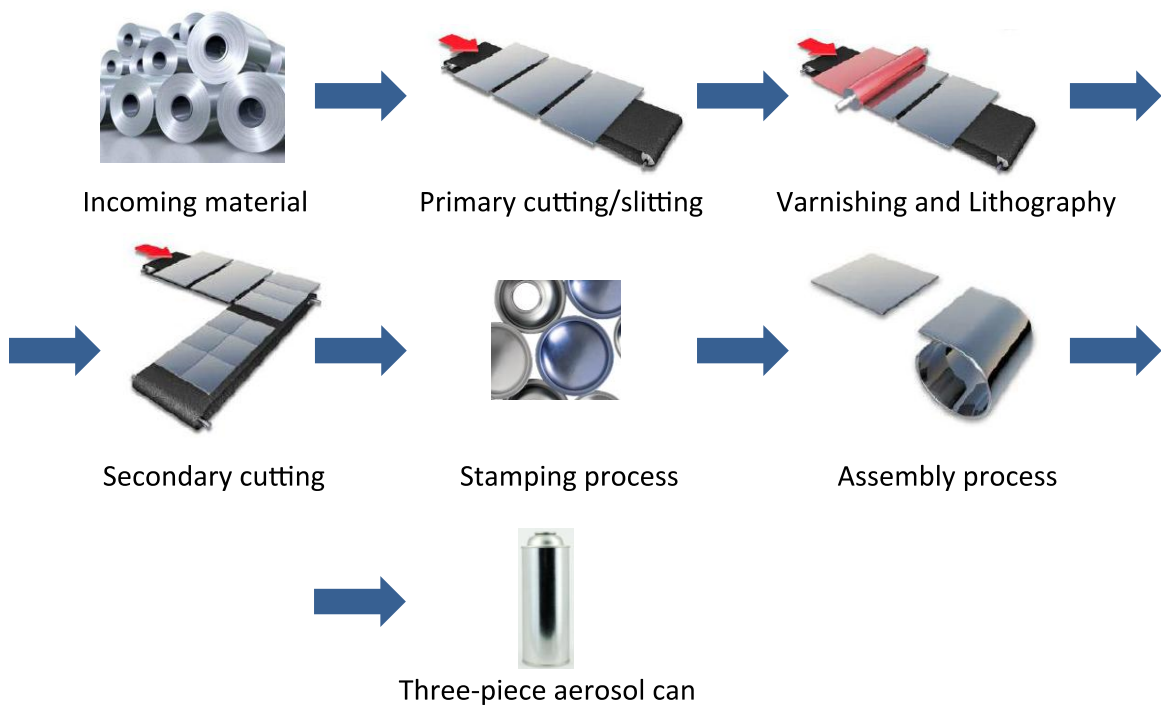 Incoming material
Primary cutting/slitting
Varnishing and Lithography
Secondary cutting
Stamping process
Assembly process
Three-piece aerosol can